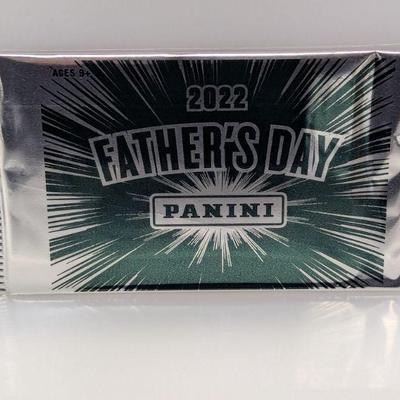 AGES 9+
2022
FATHER'S DAY
PANINI